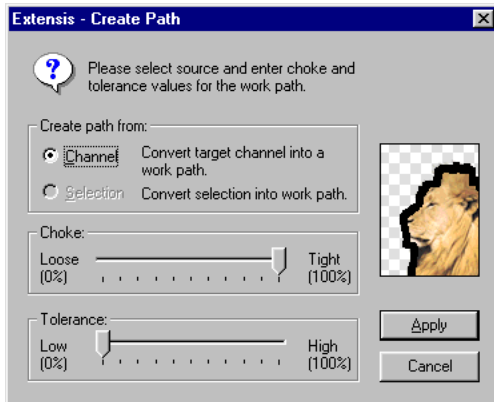 Extensis - Create Path
?
Please select source and enter choke and
tolerance values for the work path.
Create path from:
Channel
Convert target channel into a
work path.
Selection
Convert selection into work path.
Choke:
Loose
(0%)
Tight
(100%)
Tolerance:
Low
(0%)
High
(100%)
Apply
Cancel